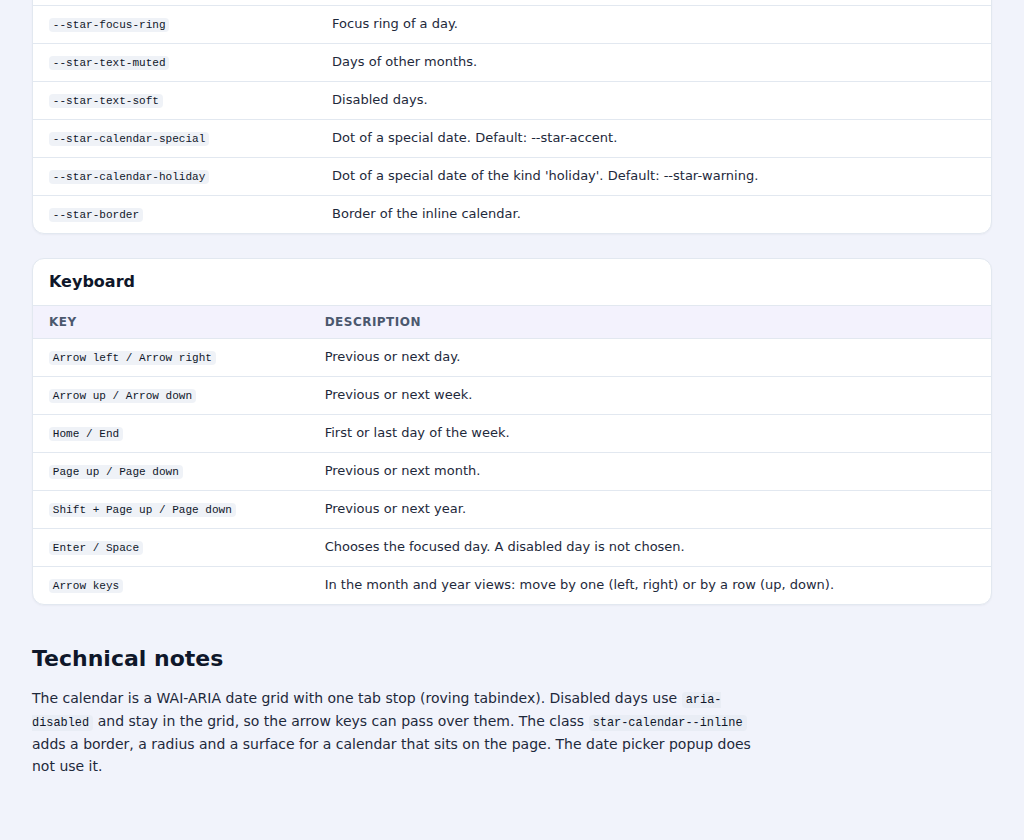 --star-focus-ring Focus ring of a day.
--star-text-muted Days of other months.
--star-text-soft Disabled days.
--star-calendar-special Dot of a special date. Default: --star-accent.
--star-calendar-holiday Dot of a special date of the kind 'holiday'. Default: --star-warning.
--star-border Border of the inline calendar.
Keyboard
KEY DESCRIPTION
Arrow left / Arrow right Previous or next day.
Arrow up / Arrow down Previous or next week.
Home / End First or last day of the week.
Page up / Page down Previous or next month.
Shift + Page up / Page down Previous or next year.
Enter / Space Chooses the focused day. A disabled day is not chosen.
Arrow keys In the month and year views: move by one (left, right) or by a row (up, down).
Technical notes
The calendar is a WAI-ARIA date grid with one tab stop (roving tabindex). Disabled days use aria-
disabled and stay in the grid, so the arrow keys can pass over them. The class star-calendar--inline
adds a border, a radius and a surface for a calendar that sits on the page. The date picker popup does
not use it.